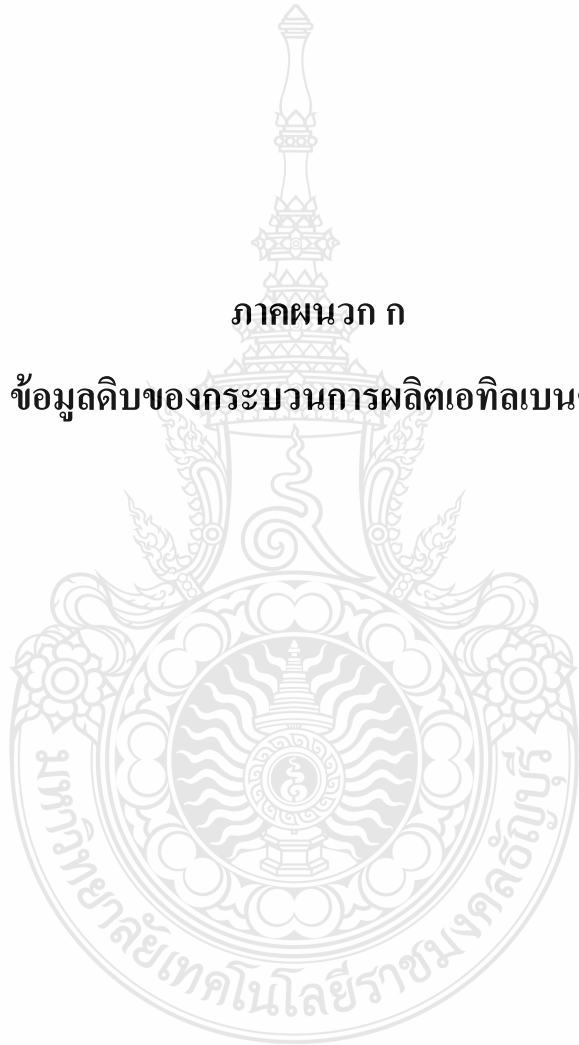 ภาคผนวก ก
ข้อมูลดิบของกระบวนการผลิตเอทิลเบน
มหาวิทยาลัยเทคโนโลยีราชมงคลธัญบุรี